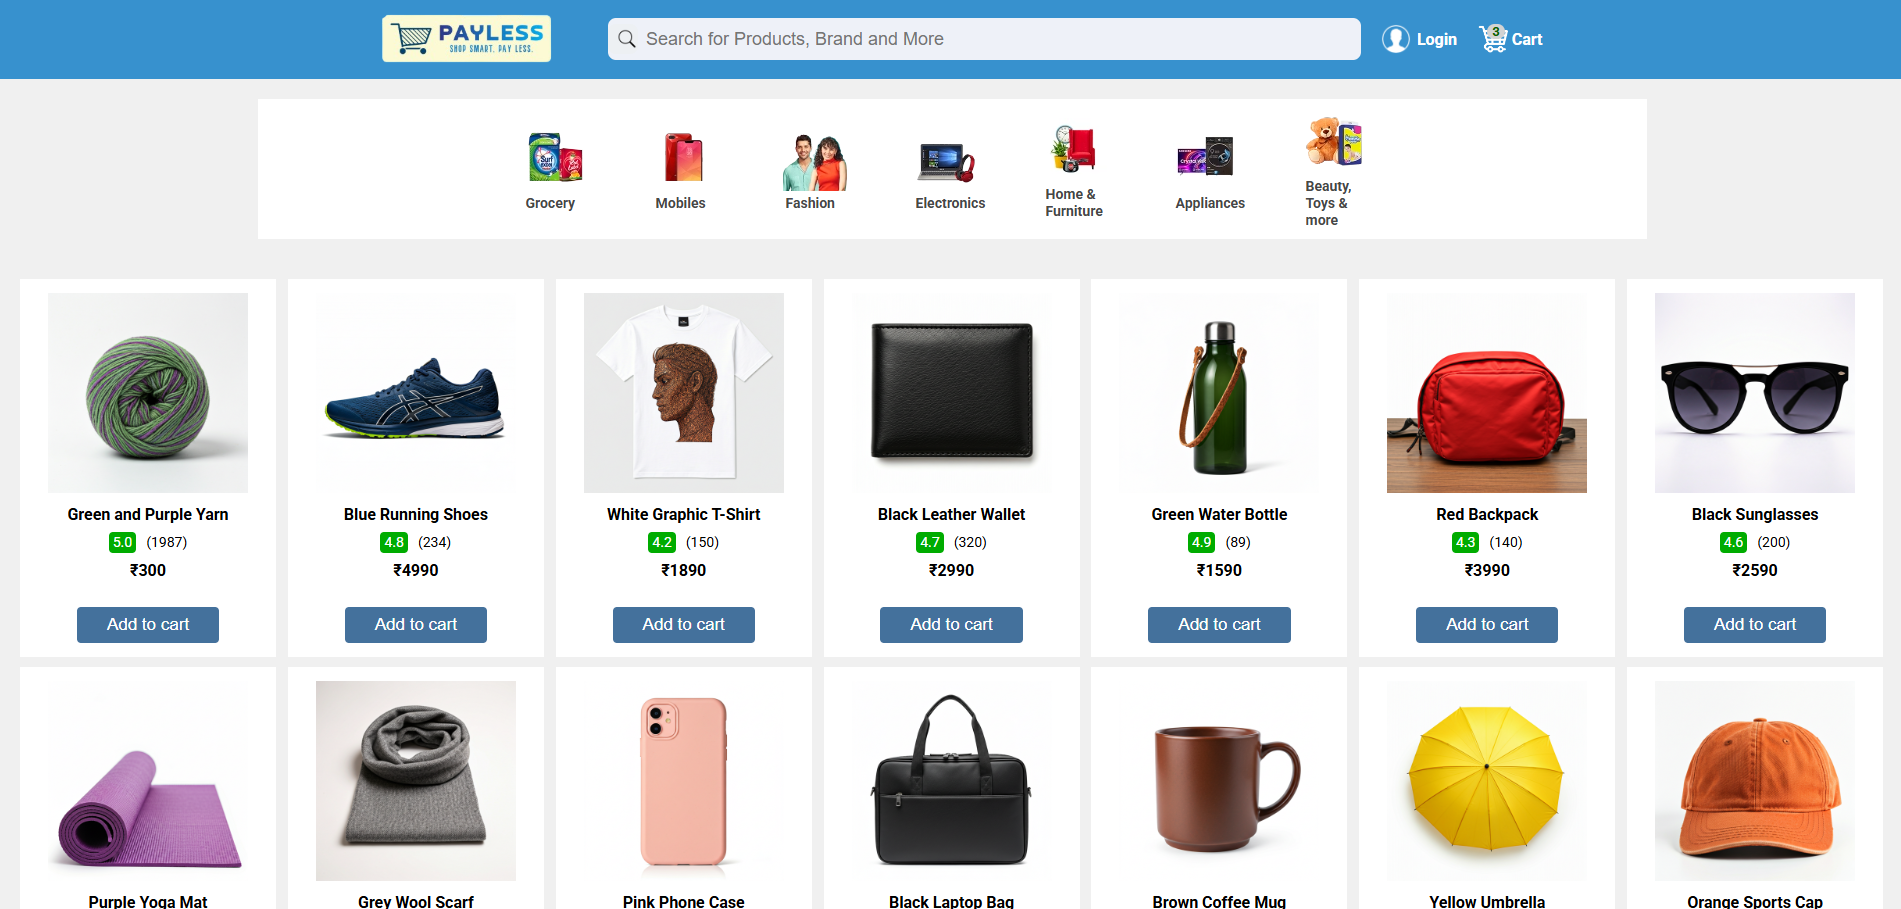 PAYLESS
SHOP SMART. PAY LESS.
Search for Products, Brand and More
Login
3
Cart
Surf
excel
Grocery
Mobiles
Fashion
Electronics
Home &
Furniture
Appliances
Beauty,
Toys &
more
Green and Purple Yarn
5.0 (1987)
₹300
Add to cart
Blue Running Shoes
4.8 (234)
₹4990
Add to cart
White Graphic T-Shirt
4.2 (150)
₹1890
Add to cart
Black Leather Wallet
4.7 (320)
₹2990
Add to cart
Green Water Bottle
4.9 (89)
₹1590
Add to cart
Red Backpack
4.3 (140)
₹3990
Add to cart
Black Sunglasses
4.6 (200)
₹2590
Add to cart
Purple Yoga Mat
Grey Wool Scarf
Pink Phone Case
Black Laptop Bag
Brown Coffee Mug
Yellow Umbrella
Orange Sports Cap